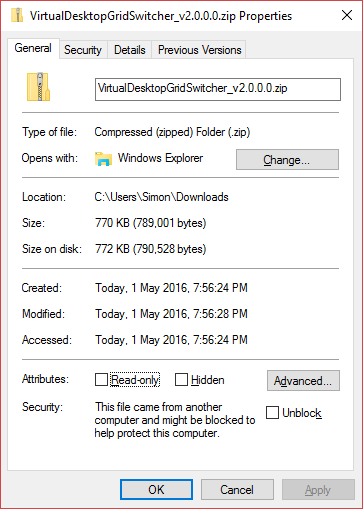 VirtualDesktopGridSwitcher_v2.0.0.0.zip Properties
General Security Details Previous Versions
VirtualDesktopGridSwitcher_v2.0.0.0.zip
Type of file: Compressed (zipped) Folder (.zip)
Opens with: Windows Explorer Change...
Location: C:\Users\Simon\Downloads
Size: 770 KB (789,001 bytes)
Size on disk: 772 KB (790,528 bytes)
Created: Today, 1 May 2016, 7:56:24 PM
Modified: Today, 1 May 2016, 7:56:28 PM
Accessed: Today, 1 May 2016, 7:56:24 PM
Attributes: Read-only Hidden Advanced...
Security: This file came from another
computer and might be blocked to
help protect this computer.
Unblock
OK Cancel Apply